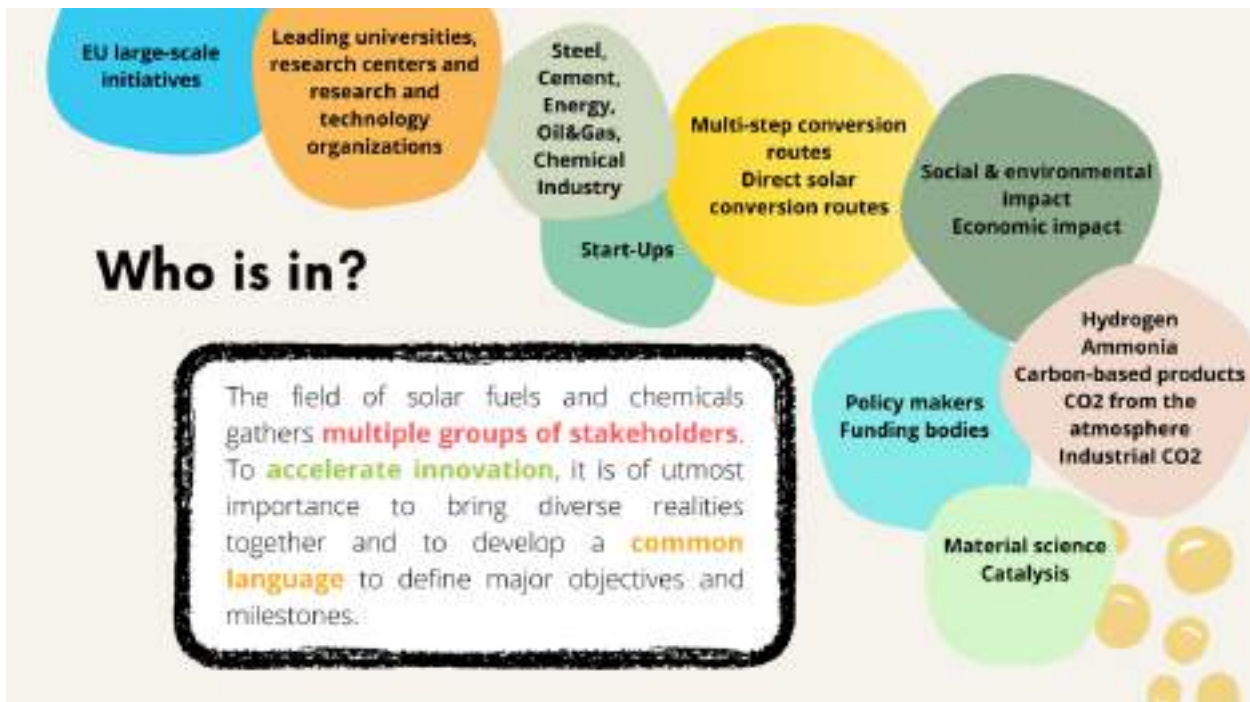 EU large-scale
initiatives
Leading universities,
research centers and
research and
technology
organizations
Steel,
Cement,
Energy,
Oil&Gas,
Chemical
Industry
Start-Ups
Multi-step conversion
routes
Direct solar
conversion routes
Social & environmental
impact
Economic impact
Hydrogen
Ammonia
Carbon-based products
CO2 from the
atmosphere
Industrial CO2
Policy makers
Funding bodies
Material science
Catalysis
Who is in?
The field of solar fuels and chemicals
gathers multiple groups of stakeholders.
To accelerate innovation, it is of utmost
importance to bring diverse realities
together and to develop a common
language to define major objectives and
milestones.